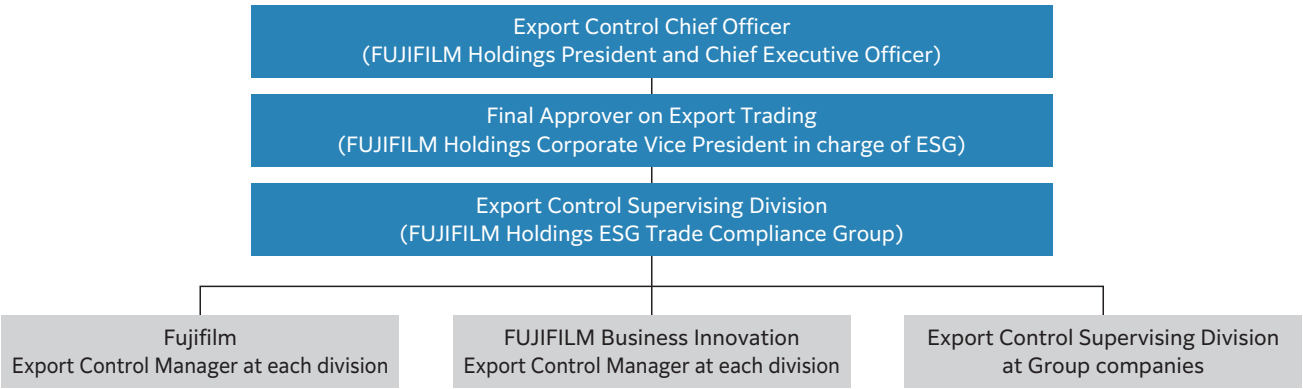 Export Control Chief Officer
(FUJIFILM Holdings President and Chief Executive Officer)
Final Approver on Export Trading
(FUJIFILM Holdings Corporate Vice President in charge of ESG)
Export Control Supervising Division
(FUJIFILM Holdings ESG Trade Compliance Group)
Fujifilm
Export Control Manager at each division
FUJIFILM Business Innovation
Export Control Manager at each division
Export Control Supervising Division
at Group companies